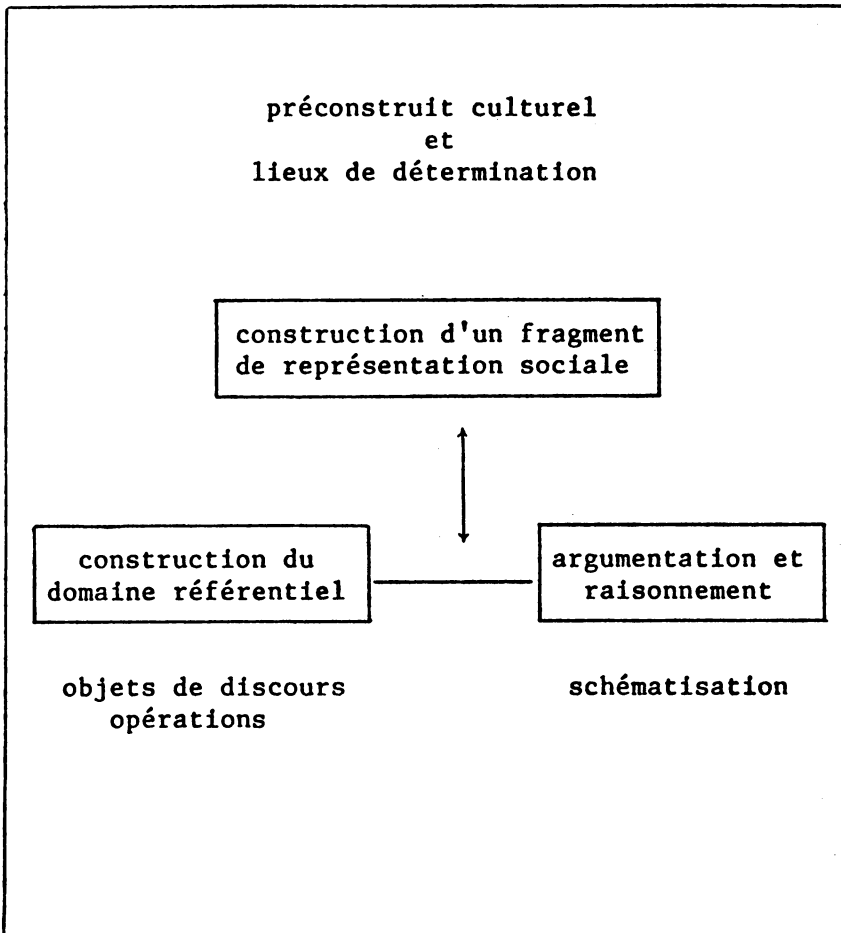 préconstruit culturel
et
lieux de détermination
construction d'un fragment
de représentation sociale
construction du
domaine référentiel
argumentation et
raisonnement
objets de discours
opérations
schématisation